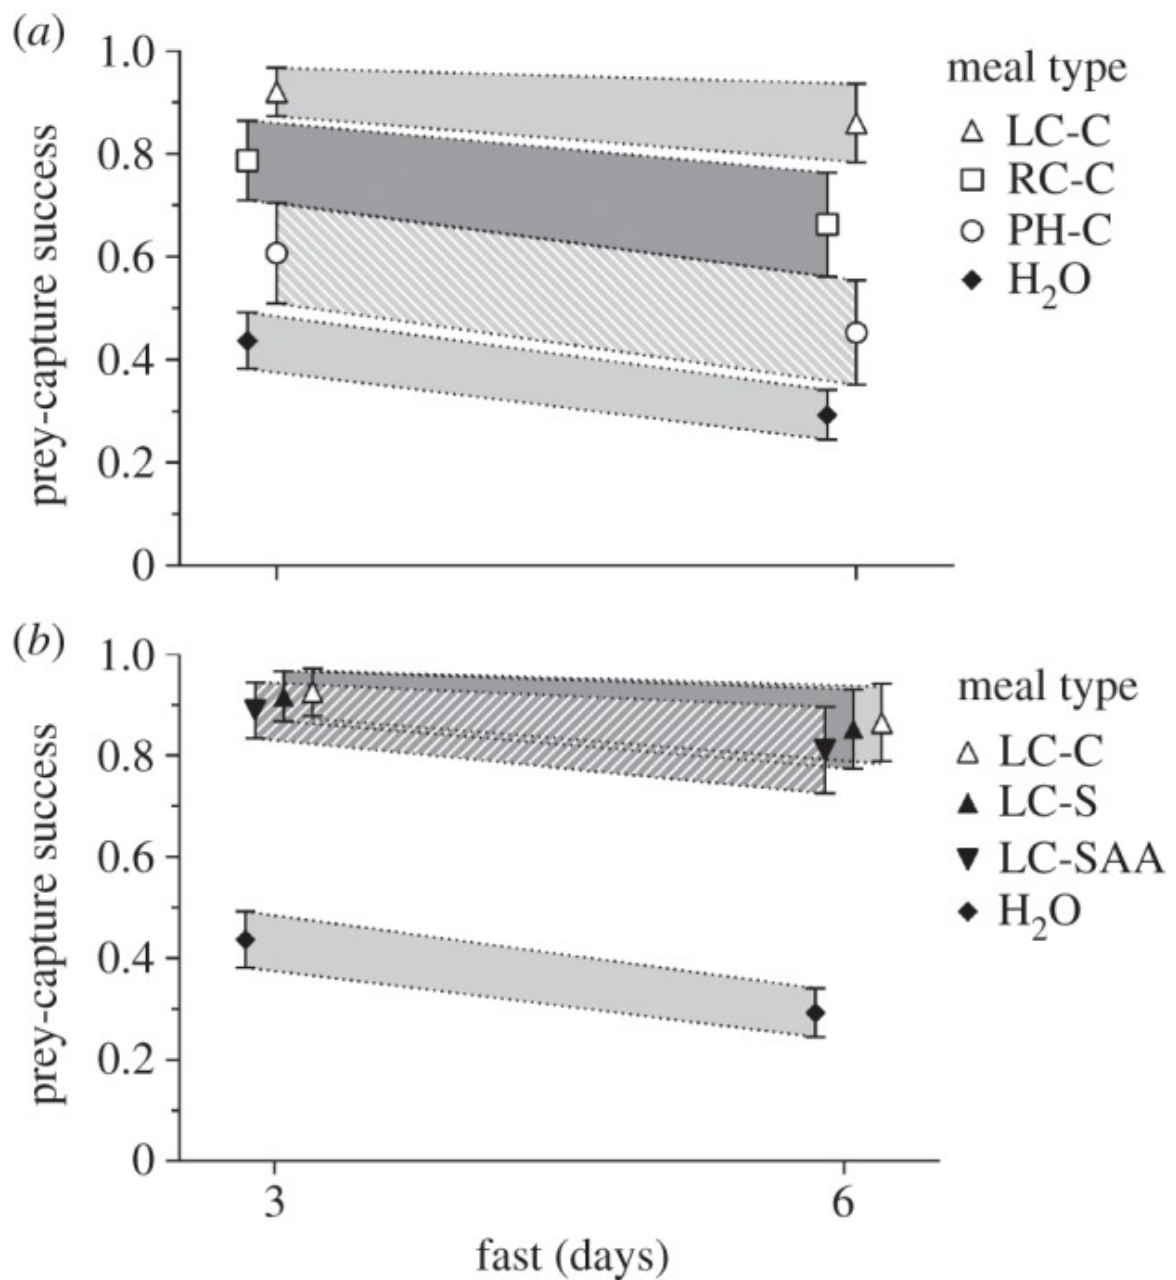 (a)
1.0
0.8
0.6
0.4
0.2
0
prey-capture success
meal type
LC-C
RC-C
PH-C
H2O
(b)
1.0
0.8
0.6
0.4
0.2
0
prey-capture success
meal type
LC-C
LC-S
LC-SAA
H2O
3
6
fast (days)